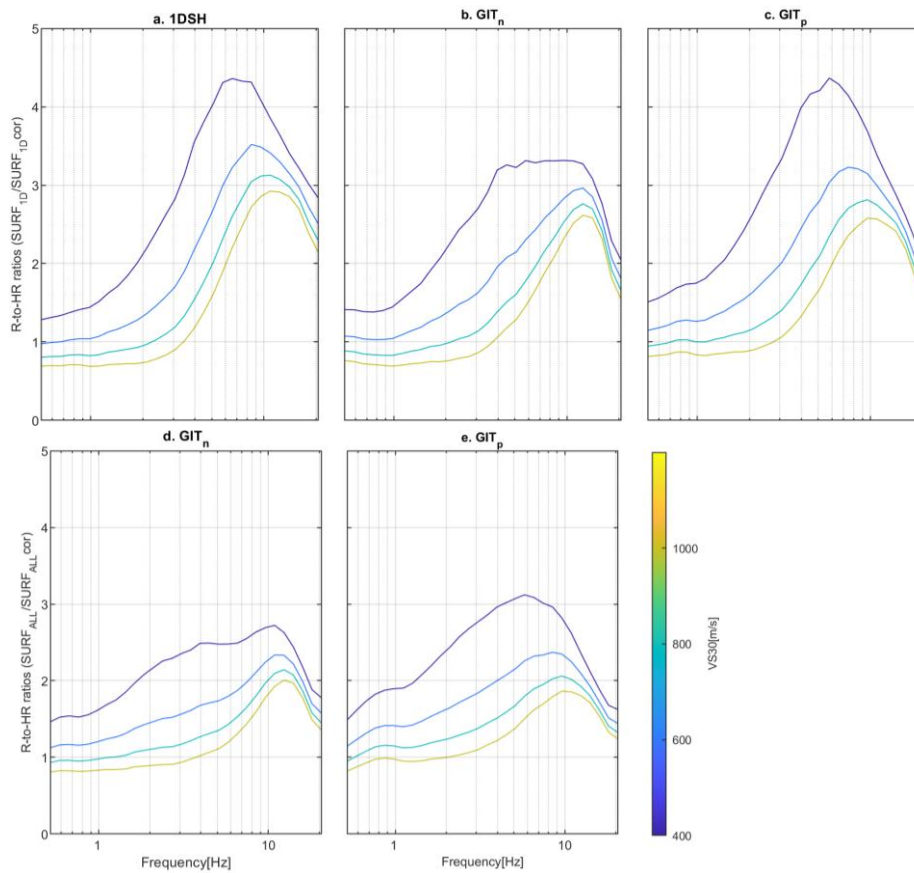 a. 1DSH
b. GITn
c. GITp
R-to-HR ratios (SURF1D/SURF1Dcor)
5
4
3
2
1
0
d. GITn
e. GITp
R-to-HR ratios (SURFALL/SURFALLcor)
5
4
3
2
1
0
1
10
Frequency[Hz]
1
10
Frequency[Hz]
1000
800
600
400
VS30[m/s]